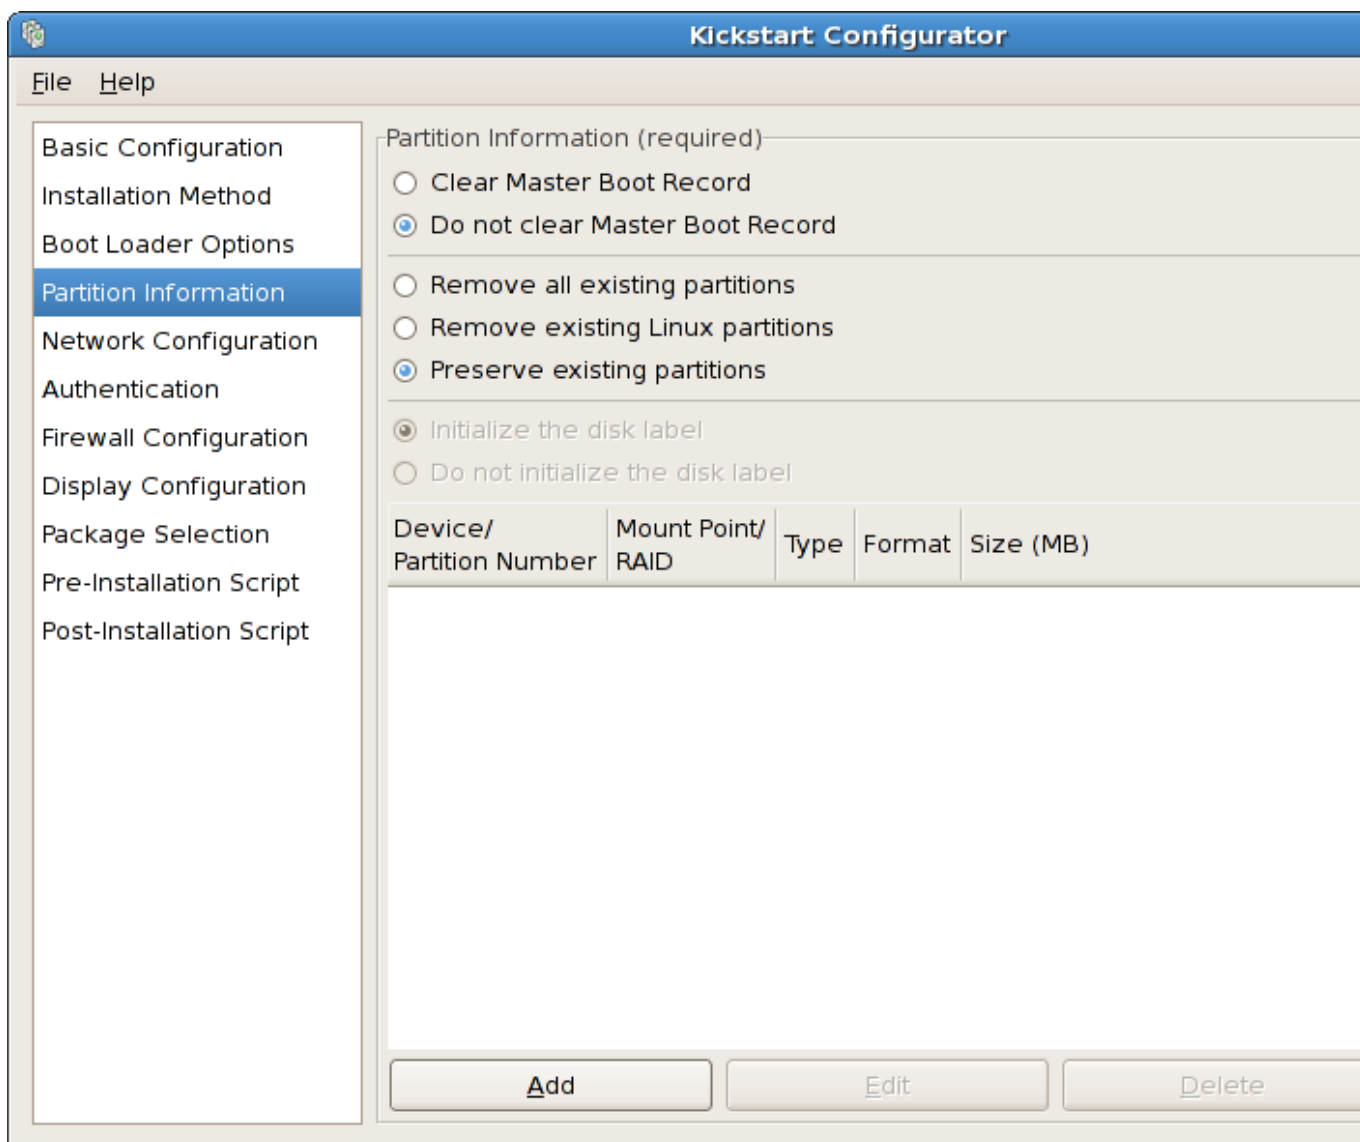 Kickstart Configurator
File Help
Basic Configuration
Installation Method
Boot Loader Options
Partition Information
Network Configuration
Authentication
Firewall Configuration
Display Configuration
Package Selection
Pre-Installation Script
Post-Installation Script
Partition Information (required)
Clear Master Boot Record
Do not clear Master Boot Record
Remove all existing partitions
Remove existing Linux partitions
Preserve existing partitions
Initialize the disk label
Do not initialize the disk label
Device/
Partition Number
Mount Point/
RAID
Type
Format
Size (MB)
Add
Edit
Delete